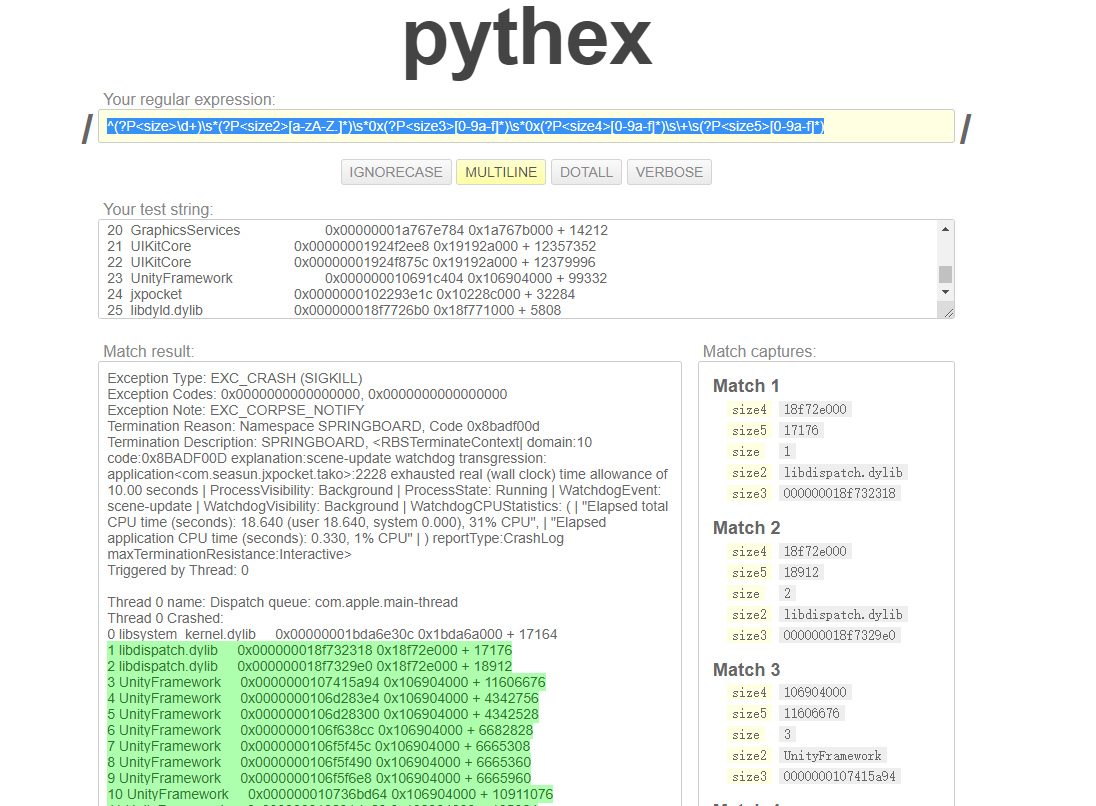 pythex
Your regular expression:
/ ^(?P<size>\d+)\s*(?P<size2>[a-zA-Z.]*)\s*0x(?P<size3>[0-9a-f]*)\s*0x(?P<size4>[0-9a-f]*)\s\+\s(?P<size5>[0-9a-f]*) /
IGNORECASE MULTILINE DOTALL VERBOSE
Your test string:
20 GraphicsServices 0x00000001a767e784 0x1a767b000 + 14212
21 UIKitCore 0x00000001924f2ee8 0x19192a000 + 12357352
22 UIKitCore 0x00000001924f875c 0x19192a000 + 12379996
23 UnityFramework 0x000000010691c404 0x106904000 + 99332
24 jxpocket 0x0000000102293e1c 0x10228c000 + 32284
25 libdyld.dylib 0x000000018f7726b0 0x18f771000 + 5808
Match result:
Exception Type: EXC_CRASH (SIGKILL)
Exception Codes: 0x0000000000000000, 0x0000000000000000
Exception Note: EXC_CORPSE_NOTIFY
Termination Reason: Namespace SPRINGBOARD, Code 0x8badf00d
Termination Description: SPRINGBOARD, <RBSTerminateContext| domain:10
code:0x8BADF00D explanation:scene-update watchdog transgression:
application<com.seasun.jxpocket.tako>:2228 exhausted real (wall clock) time allowance of
10.00 seconds | ProcessVisibility: Background | ProcessState: Running | WatchdogEvent:
scene-update | WatchdogVisibility: Background | WatchdogCPUStatistics: ( | "Elapsed total
CPU time (seconds): 18.640 (user 18.640, system 0.000), 31% CPU", | "Elapsed
application CPU time (seconds): 0.330, 1% CPU" | ) reportType:CrashLog
maxTerminationResistance:Interactive>
Triggered by Thread: 0
Thread 0 name: Dispatch queue: com.apple.main-thread
Thread 0 Crashed:
0 libsystem_kernel.dylib 0x00000001bda6e30c 0x1bda6a000 + 17164
1 libdispatch.dylib 0x000000018f732318 0x18f72e000 + 17176
2 libdispatch.dylib 0x000000018f7329e0 0x18f72e000 + 18912
3 UnityFramework 0x0000000107415a94 0x106904000 + 11606676
4 UnityFramework 0x0000000106d283e4 0x106904000 + 4342756
5 UnityFramework 0x0000000106d28300 0x106904000 + 4342528
6 UnityFramework 0x0000000106f638cc 0x106904000 + 6682828
7 UnityFramework 0x0000000106f5f45c 0x106904000 + 6665308
8 UnityFramework 0x0000000106f5f490 0x106904000 + 6665360
9 UnityFramework 0x0000000106f5f6e8 0x106904000 + 6665960
10 UnityFramework 0x000000010736bd64 0x106904000 + 10911076
Match captures:
Match 1
size4 18f72e000
size5 17176
size 1
size2 libdispatch.dylib
size3 000000018f732318
Match 2
size4 18f72e000
size5 18912
size 2
size2 libdispatch.dylib
size3 000000018f7329e0
Match 3
size4 106904000
size5 11606676
size 3
size2 UnityFramework
size3 0000000107415a94